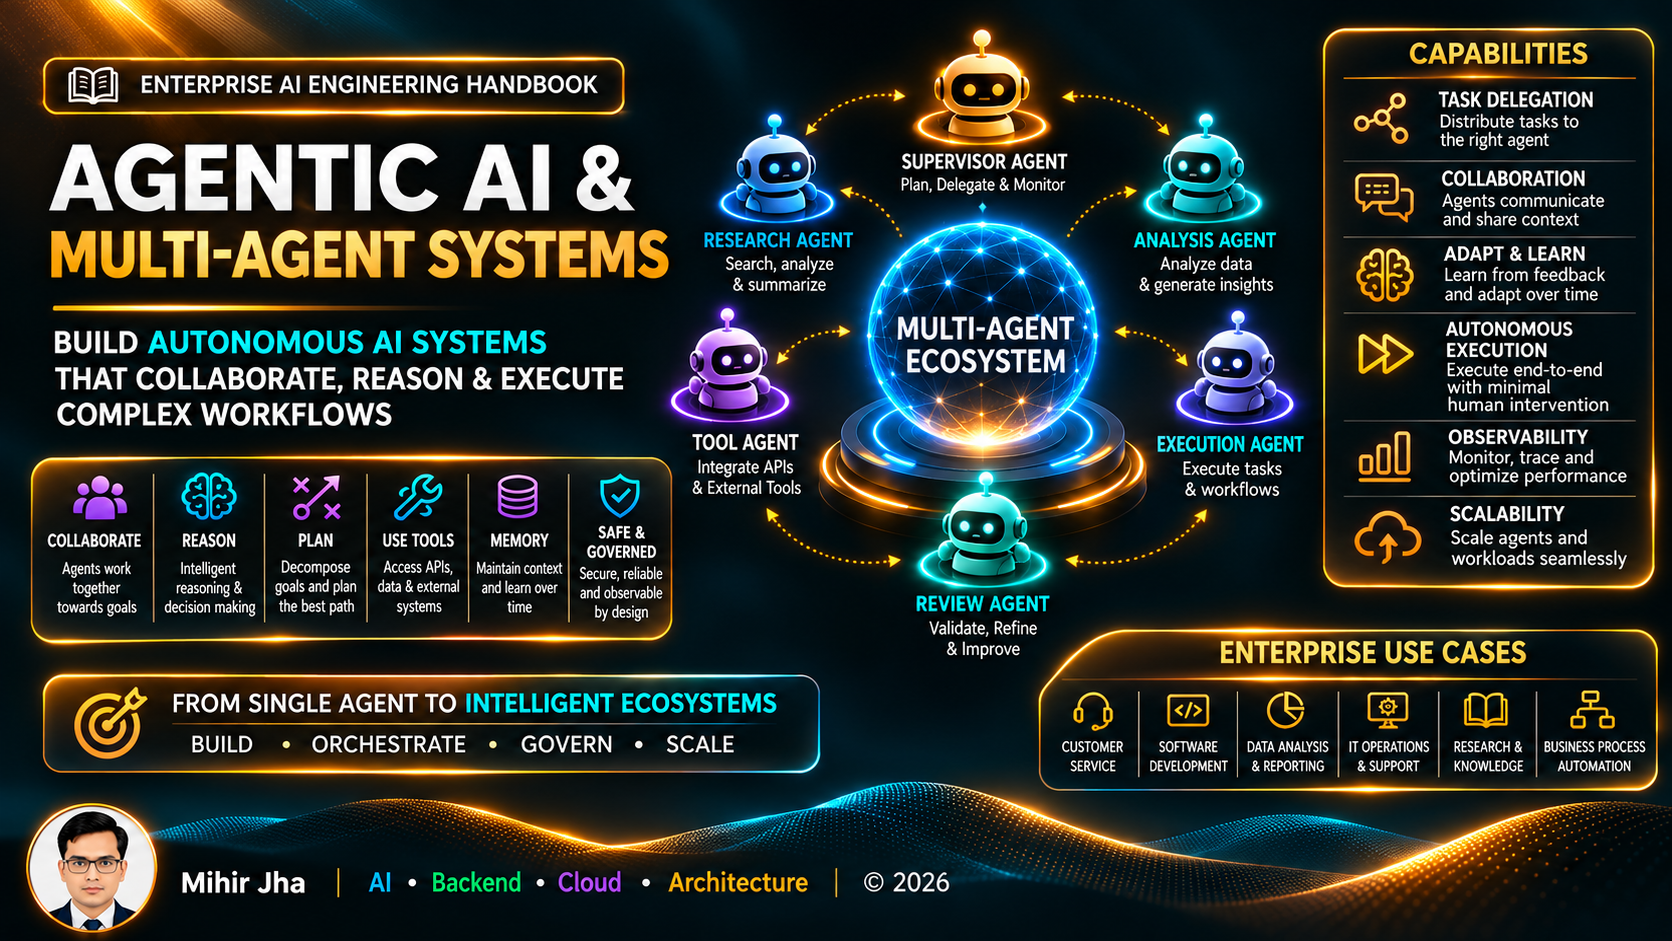 ENTERPRISE AI ENGINEERING HANDBOOK
AGENTIC AI &
MULTI-AGENT SYSTEMS
BUILD AUTONOMOUS AI SYSTEMS
THAT COLLABORATE, REASON & EXECUTE
COMPLEX WORKFLOWS
COLLABORATE
Agents work
together
towards goals
REASON
Intelligent
reasoning &
decision making
PLAN
Decompose
goals and plan
the best path
USE TOOLS
Access APIs,
data & external
systems
MEMORY
Maintain context
and learn over
time
SAFE &
GOVERNED
Secure, reliable
and observable
by design
FROM SINGLE AGENT TO INTELLIGENT ECOSYSTEMS
BUILD • ORCHESTRATE • GOVERN • SCALE
SUPERVISOR AGENT
Plan, Delegate & Monitor
RESEARCH AGENT
Search, analyze
& summarize
ANALYSIS AGENT
Analyze data
& generate insights
MULTI-AGENT
ECOSYSTEM
TOOL AGENT
Integrate APIs
& External Tools
EXECUTION AGENT
Execute tasks
& workflows
REVIEW AGENT
Validate, Refine
& Improve
CAPABILITIES
TASK DELEGATION
Distribute tasks to
the right agent
COLLABORATION
Agents communicate
and share context
ADAPT & LEARN
Learn from feedback
and adapt over time
AUTONOMOUS
EXECUTION
Execute end-to-end
with minimal
human intervention
OBSERVABILITY
Monitor, trace and
optimize performance
SCALABILITY
Scale agents and
workloads seamlessly
ENTERPRISE USE CASES
CUSTOMER
SERVICE
SOFTWARE
DEVELOPMENT
DATA ANALYSIS
& REPORTING
IT OPERATIONS
& SUPPORT
RESEARCH &
KNOWLEDGE
BUSINESS PROCESS
AUTOMATION
Mihir Jha | AI • Backend • Cloud • Architecture | © 2026